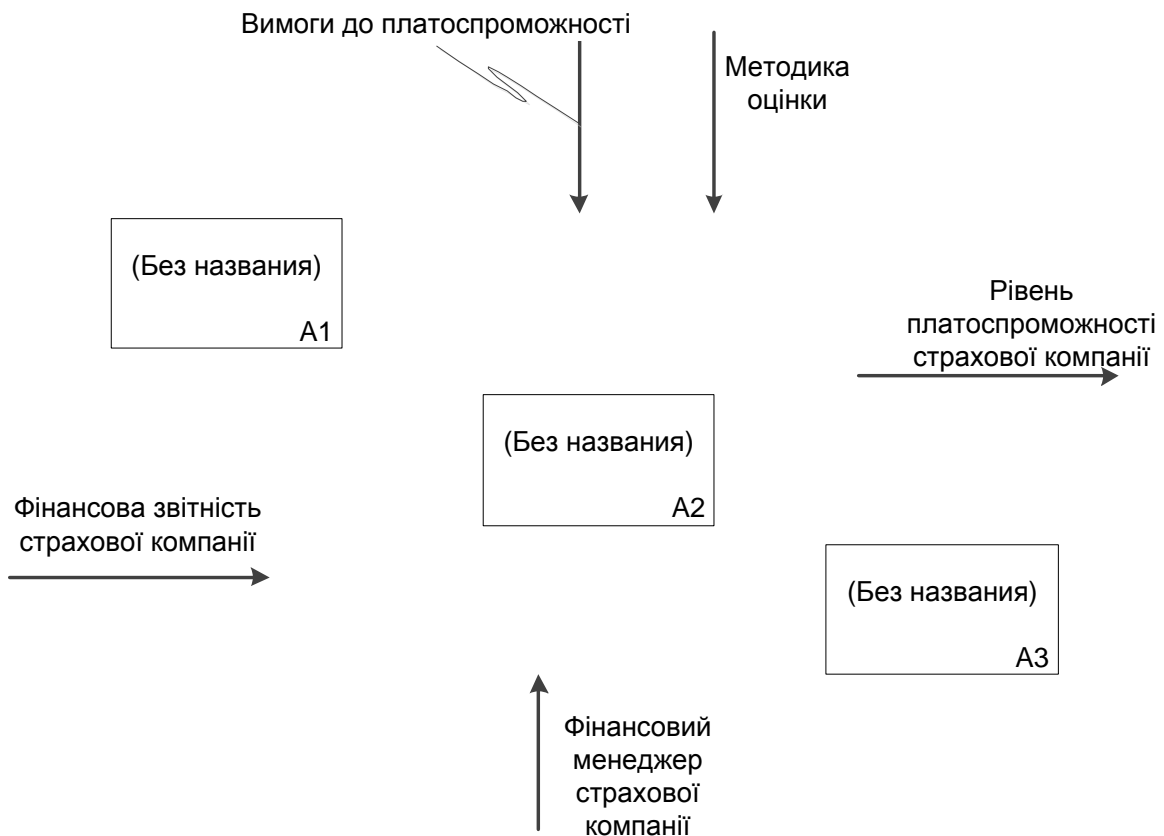 Вимоги до платоспроможності
Методика
оцінки
(Без названия)
A1
Рівень
платоспроможності
страхової компанії
(Без названия)
A2
Фінансова звітність
страхової компанії
(Без названия)
A3
Фінансовий
менеджер
страхової
компанії